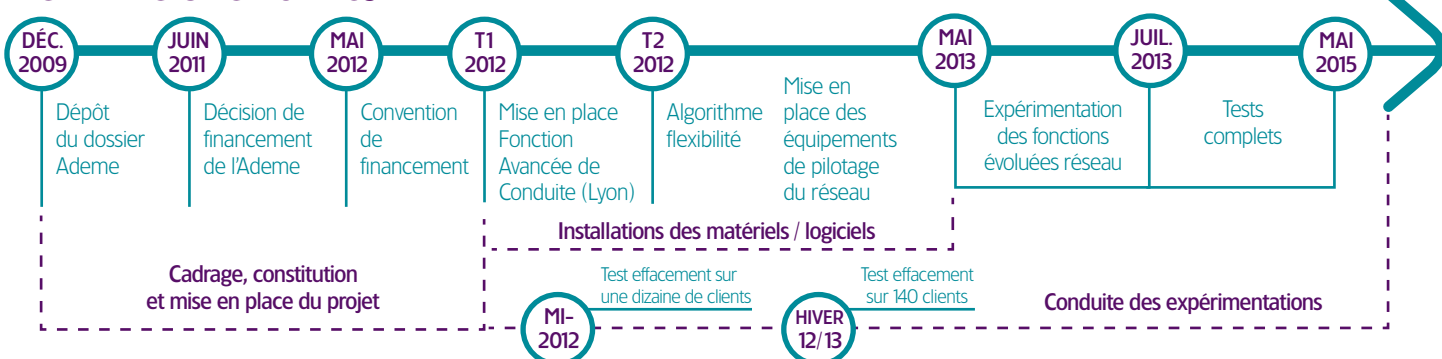 DÉC.
2009
JUIN
2011
MAI
2012
T1
2012
T2
2012
MAI
2013
JUIL.
2013
MAI
2015
Dépôt
du dossier
Ademe
Décision de
financement
de l'Ademe
Convention
de
financement
Mise en place
Fonction
Avancée de
Conduite (Lyon)
Algorithme
flexibilité
Mise en
place des
équipements
de pilotage
du réseau
Expérimentation
des fonctions
évoluées réseau
Tests
complets
Installations des matériels / logiciels
Cadrage, constitution
et mise en place du projet
Test effacement sur
une dizaine de clients
Test effacement
sur 140 clients
Conduite des expérimentations
MI-
2012
HIVER
12/13